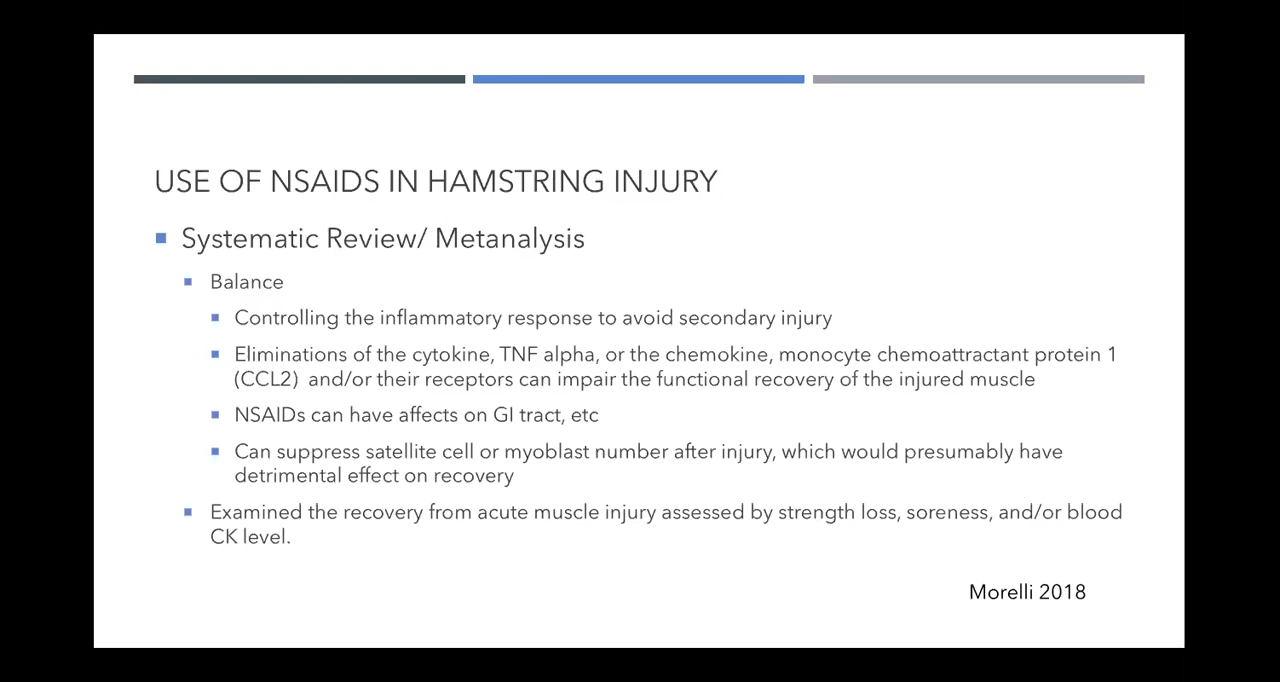 USE OF NSAIDS IN HAMSTRING INJURY
Systematic Review/ Metanalysis
Balance
Controlling the inflammatory response to avoid secondary injury
Eliminations of the cytokine, TNF alpha, or the chemokine, monocyte chemoattractant protein 1
(CCL2) and/or their receptors can impair the functional recovery of the injured muscle
NSAIDs can have affects on GI tract, etc
Can suppress satellite cell or myoblast number after injury, which would presumably have
detrimental effect on recovery
Examined the recovery from acute muscle injury assessed by strength loss, soreness, and/or blood
CK level.
Morelli 2018